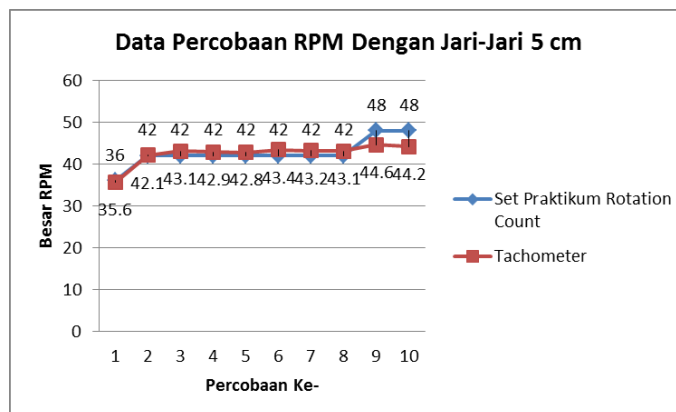 Data Percobaan RPM Dengan Jari-Jari 5 cm
60
50
40
30
20
10
0
Besar RPM
36 42 42 42 42 42 42 42 48 48
35.6 42.1 43.1 42.9 42.8 43.4 43.2 43.1 44.6 44.2
1 2 3 4 5 6 7 8 9 10
Percobaan Ke-
Set Praktikum Rotation
Count
Tachometer